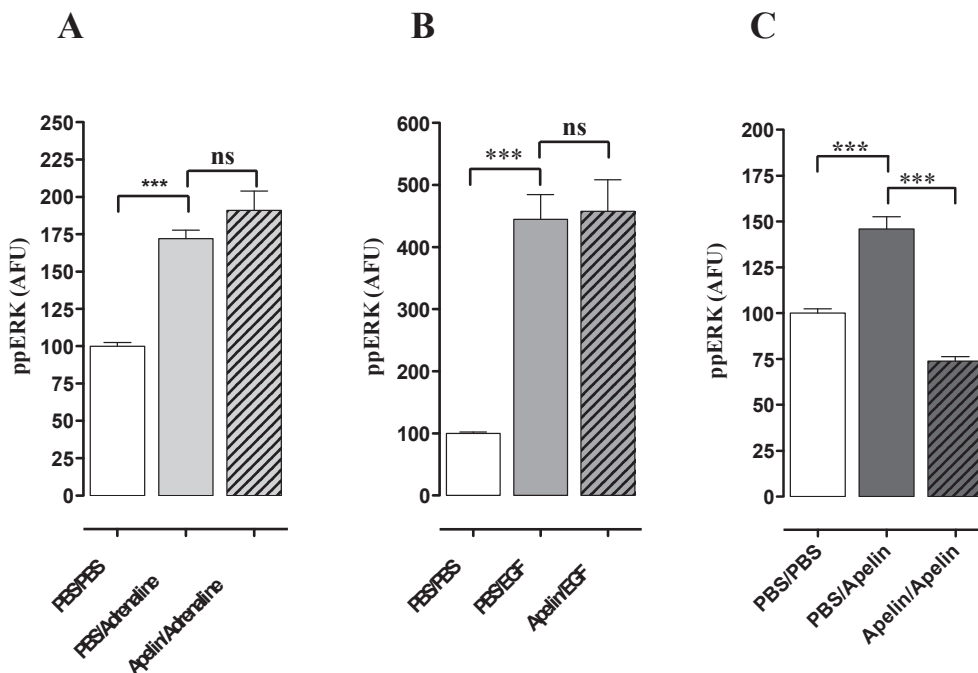 A
ppERK (AFU)
250
225
200
175
150
125
100
75
50
25
0
***
ns
PBS/PBS
PBS/Adrenaline
Apelin/Adrenaline
B
ppERK (AFU)
600
500
400
300
200
100
0
***
ns
PBS/PBS
PBS/EGF
Apelin/EGF
C
ppERK (AFU)
200
175
150
125
100
75
50
25
0
***
***
PBS/PBS
PBS/Apelin
Apelin/Apelin